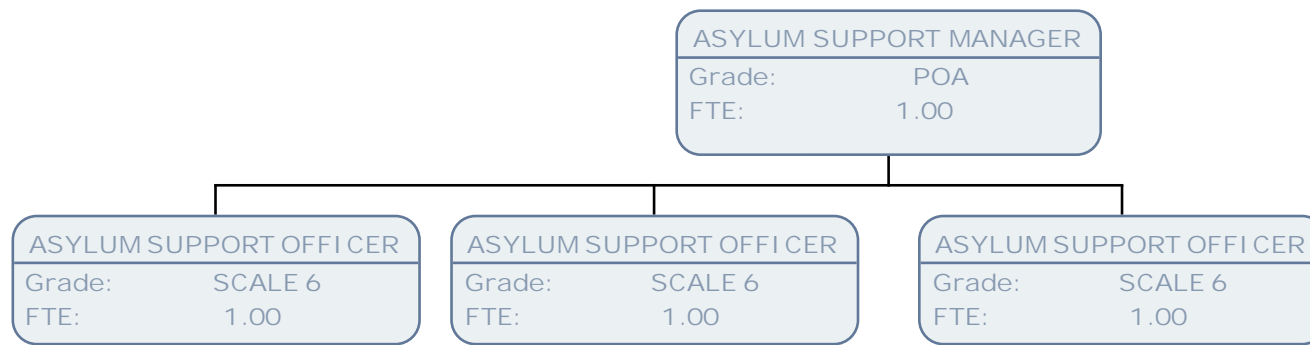 ASYLUM SUPPORT MANAGER
Grade: POA
FTE: 1.00
ASYLUM SUPPORT OFFICER
Grade: SCALE 6
FTE: 1.00
ASYLUM SUPPORT OFFICER
Grade: SCALE 6
FTE: 1.00
ASYLUM SUPPORT OFFICER
Grade: SCALE 6
FTE: 1.00